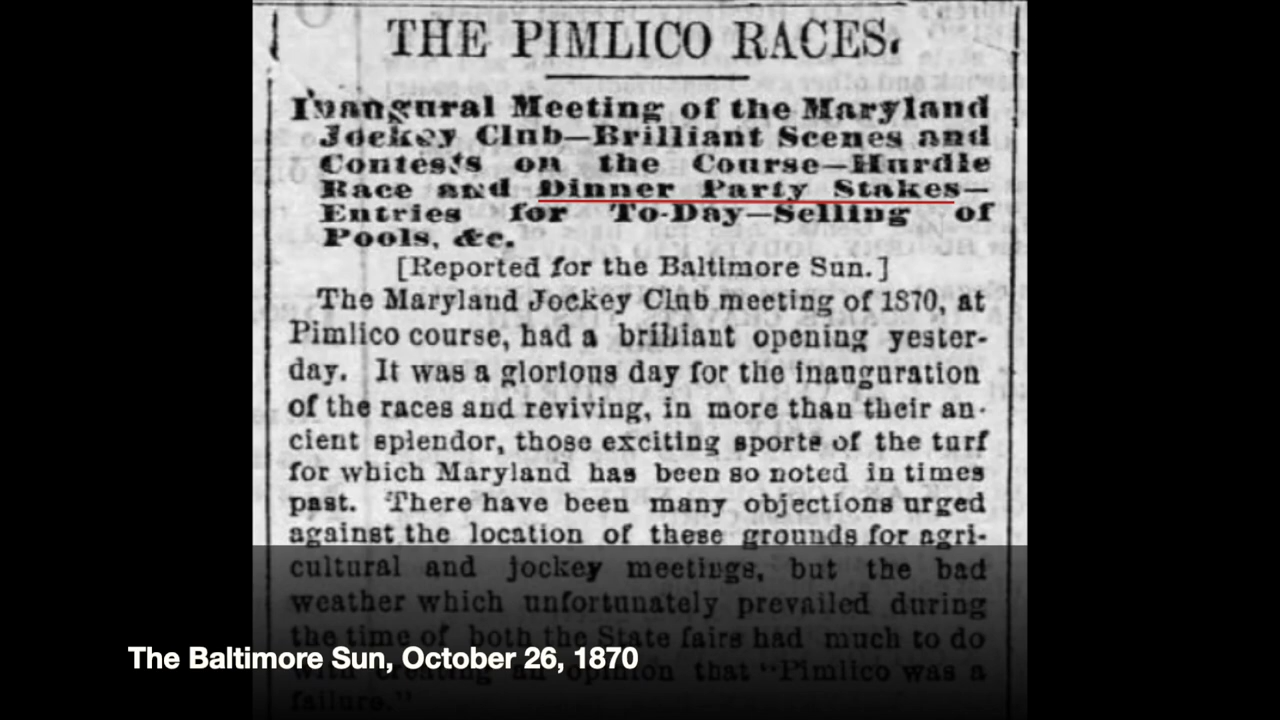 THE PIMLICO RACES.
Inaugural Meeting of the Maryland
Jockey Club—Brilliant Scenes and
Contests on the Course—Hurdle
Race and Dinner Party Stakes—
Entries for To-Day—Selling of
Pools, &c.
[Reported for the Baltimore Sun.]
The Maryland Jockey Club meeting of 1870, at
Pimlico course, had a brilliant opening yester-
day. It was a glorious day for the inauguration
of the races and reviving, in more than their an-
cient splendor, those exciting sports of the turf
for which Maryland has been so noted in times
past. There have been many objections urged
against the location of these grounds for agri-
cultural and jockey meetings, but the bad
weather which unfortunately prevailed during
the time of both the State fairs had much to do
with creating an opinion that "Pimlico was a
failure."
The Baltimore Sun, October 26, 1870